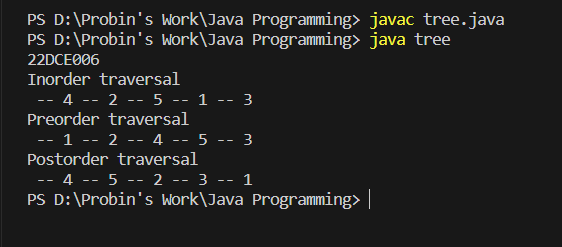 PS D:\Probin's Work\Java Programming> javac tree.java
PS D:\Probin's Work\Java Programming> java tree
22DCE006
Inorder traversal
 -- 4 -- 2 -- 5 -- 1 -- 3
Preorder traversal
 -- 1 -- 2 -- 4 -- 5 -- 3
Postorder traversal
 -- 4 -- 5 -- 2 -- 3 -- 1
PS D:\Probin's Work\Java Programming>